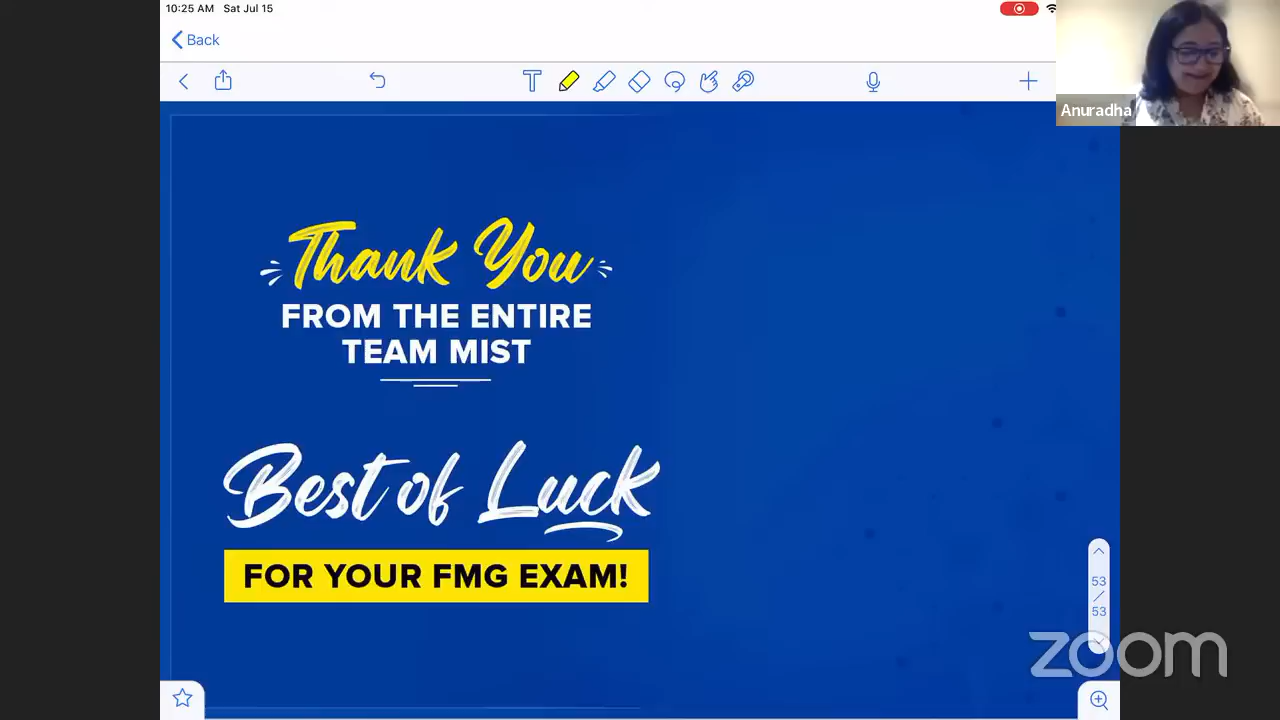 10:25 AM Sat Jul 15
Back
Anuradha
Thank You
FROM THE ENTIRE
TEAM MIST
Best of Luck
FOR YOUR FMG EXAM!
53
53
zoom